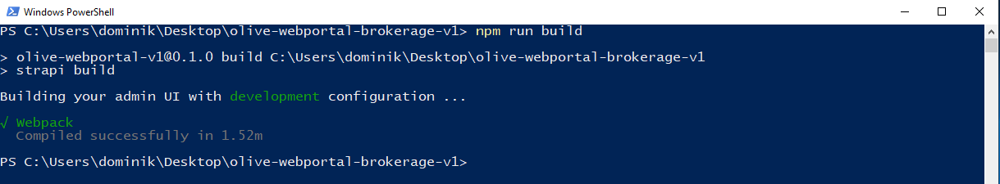 Windows PowerShell
PS C:\Users\dominik\Desktop\olive-webportal-brokerage-v1> npm run build
> olive-webportal-v1@0.1.0 build C:\Users\dominik\Desktop\olive-webportal-brokerage-v1
> strapi build
Building your admin UI with development configuration ...
√ Webpack
Compiled successfully in 1.52m
PS C:\Users\dominik\Desktop\olive-webportal-brokerage-v1>